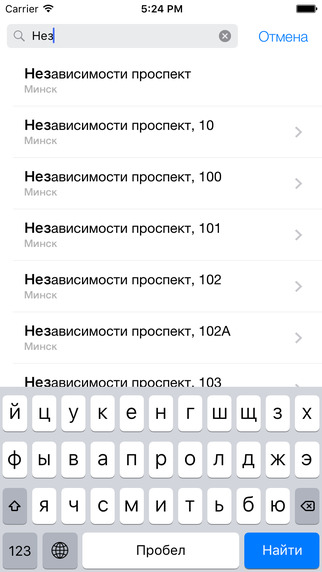 Carrier 5:24 PM
Нез Отмена
Независимости проспект
Минск
Независимости проспект, 10
Минск
Независимости проспект, 100
Минск
Независимости проспект, 101
Минск
Независимости проспект, 102
Минск
Независимости проспект, 102А
Минск
Независимости проспект, 103
й ц у к е н г ш щ з х
ф ы в а п р о л д ж э
я ч с м и т ь б ю
123 Пробел Найти